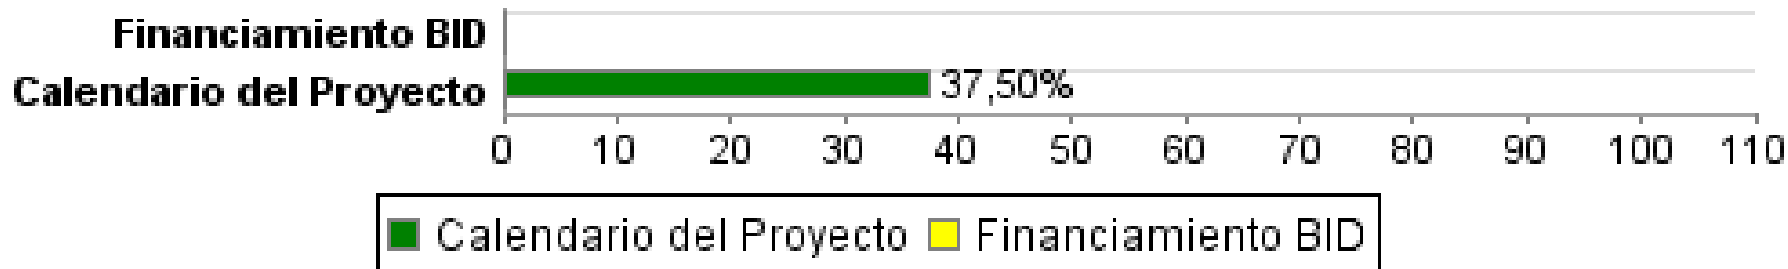 Financiamiento BID
Calendario del Proyecto 37,50%
0 10 20 30 40 50 60 70 80 90 100 110
Calendario del Proyecto Financiamiento BID